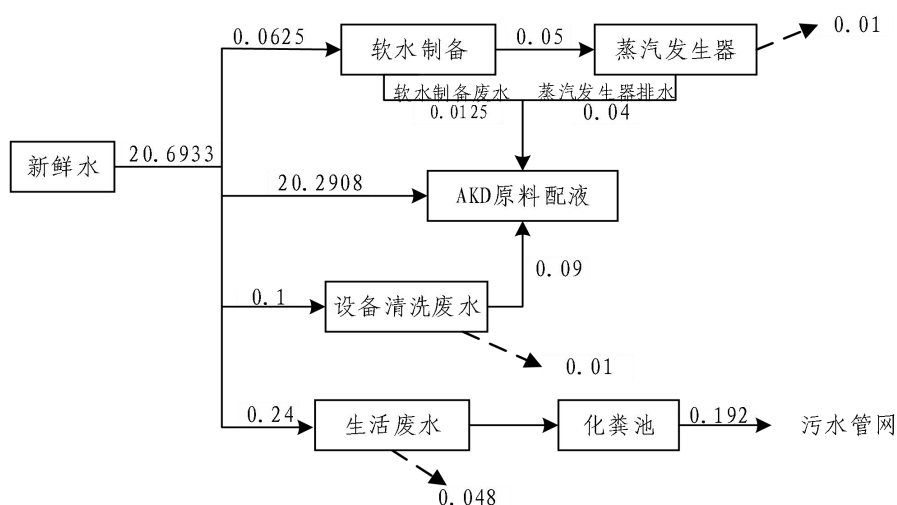 0.01
0.0625
软水制备
0.05
蒸汽发生器
软水制备废水
蒸汽发生器排水
0.0125
0.04
新鲜水
20.6933
20.2908
AKD原料配液
0.09
0.1
设备清洗废水
0.01
0.24
生活废水
化粪池
0.192
污水管网
0.048